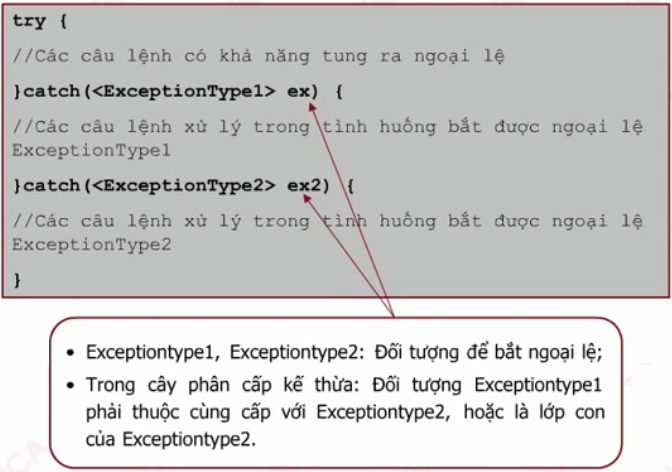 try {
//Các câu lệnh có khả năng tung ra ngoại lệ
}catch(<ExceptionType1> ex) {
//Các câu lệnh xử lý trong tình huống bắt được ngoại lệ
ExceptionType1
}catch(<ExceptionType2> ex2) {
//Các câu lệnh xử lý trong tình huống bắt được ngoại lệ
ExceptionType2
}
• Exceptiontype1, Exceptiontype2: Đối tượng để bắt ngoại lệ;
• Trong cây phân cấp kế thừa: Đối tượng Exceptiontype1
phải thuộc cùng cấp với Exceptiontype2, hoặc là lớp con
của Exceptiontype2.